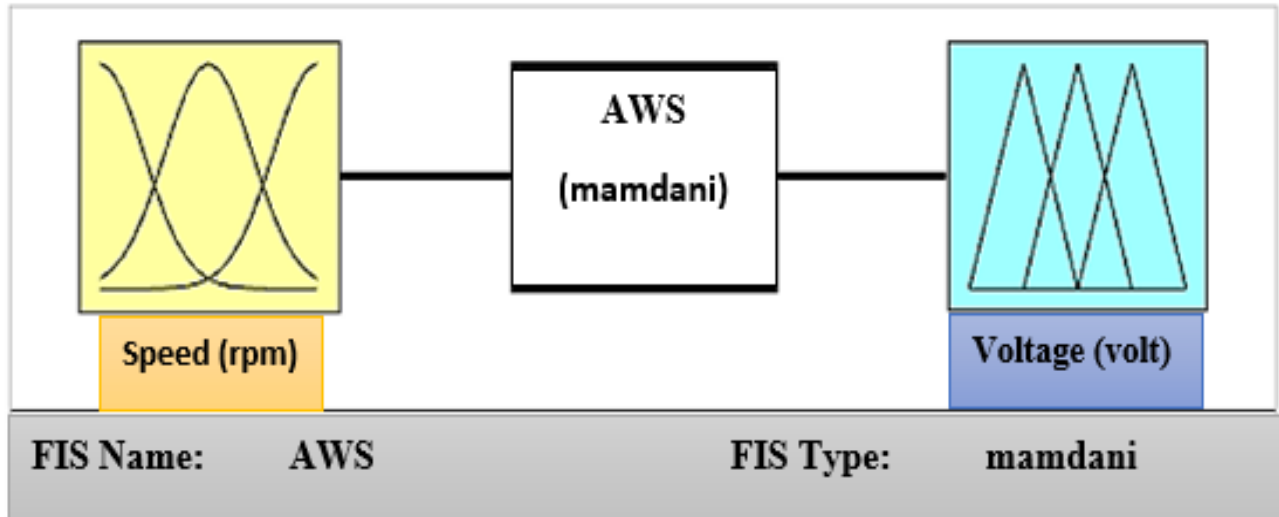 AWS
(mamdani)
Speed (rpm)
Voltage (volt)
FIS Name: AWS FIS Type: mamdani